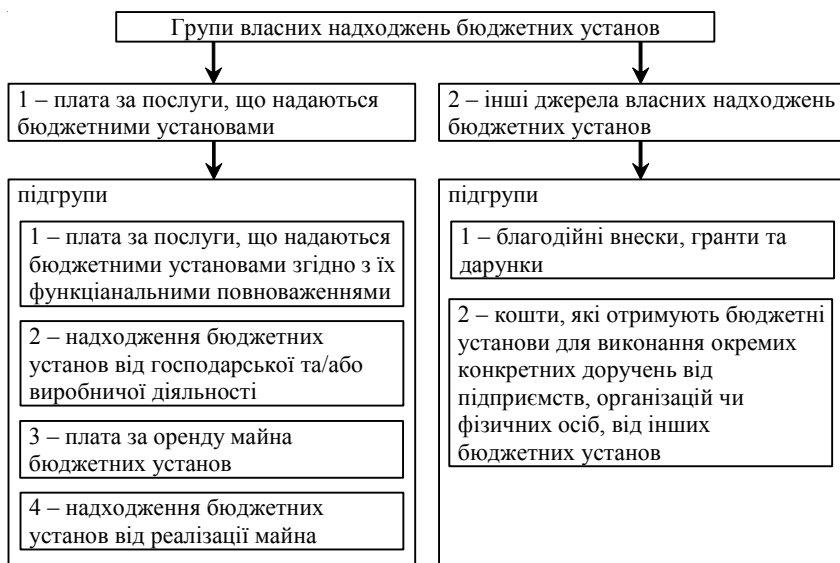 Групи власних надходжень бюджетних установ
1 – плата за послуги, що надаються
бюджетними установами
2 – інші джерела власних надходжень
бюджетних установ
підгрупи
1 – плата за послуги, що надаються
бюджетними установами згідно з їх
функціанальними повноваженнями
2 – надходження бюджетних
установ від господарської та/або
виробничої діяльності
3 – плата за оренду майна
бюджетних установ
4 – надходження бюджетних
установ від реалізації майна
підгрупи
1 – благодійні внески, гранти та
дарунки
2 – кошти, які отримують бюджетні
установи для виконання окремих
конкретних доручень від
підприємств, організацій чи
фізичних осіб, від інших
бюджетних установ